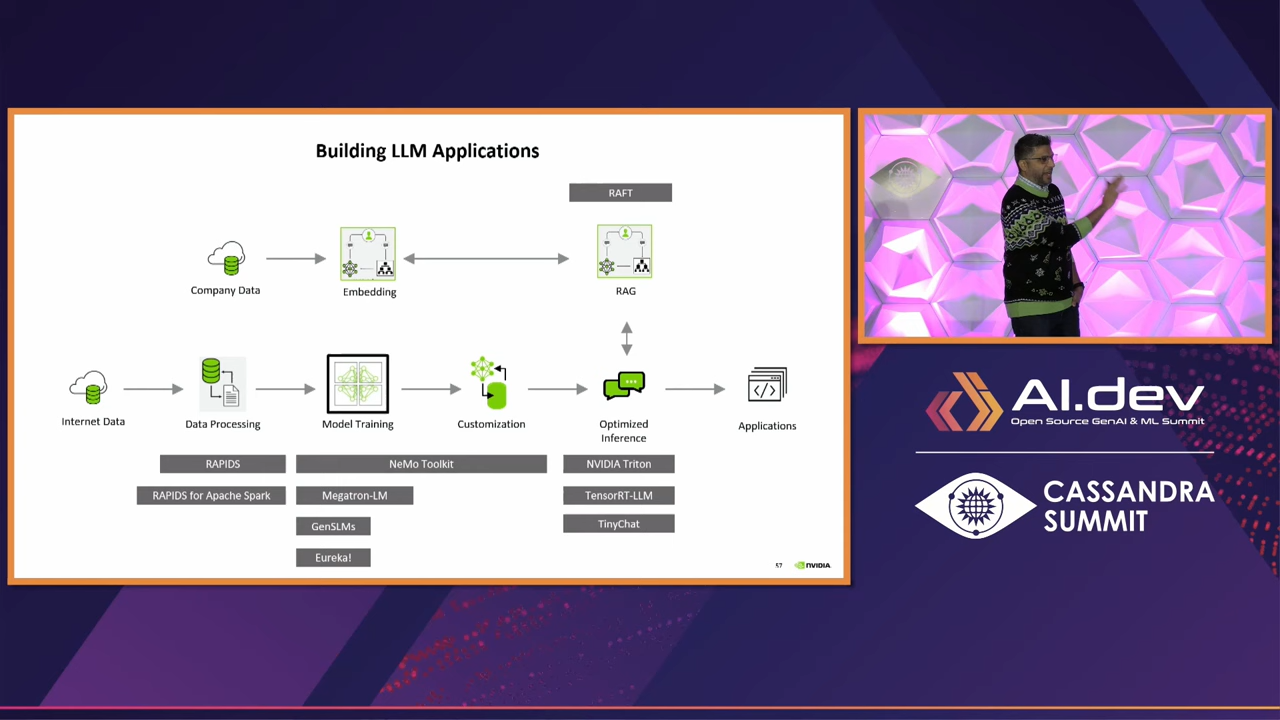 Building LLM Applications
RAFT
Company Data
Embedding
RAG
Internet Data
Data Processing
Model Training
Customization
Optimized
Inference
Applications
RAPIDS
NeMo Toolkit
NVIDIA Triton
RAPIDS for Apache Spark
Megatron-LM
TensorRT-LLM
GenSLMs
TinyChat
Eureka!
57
NVIDIA
AI.dev
Open Source GenAI & ML Summit
CASSANDRA
SUMMIT